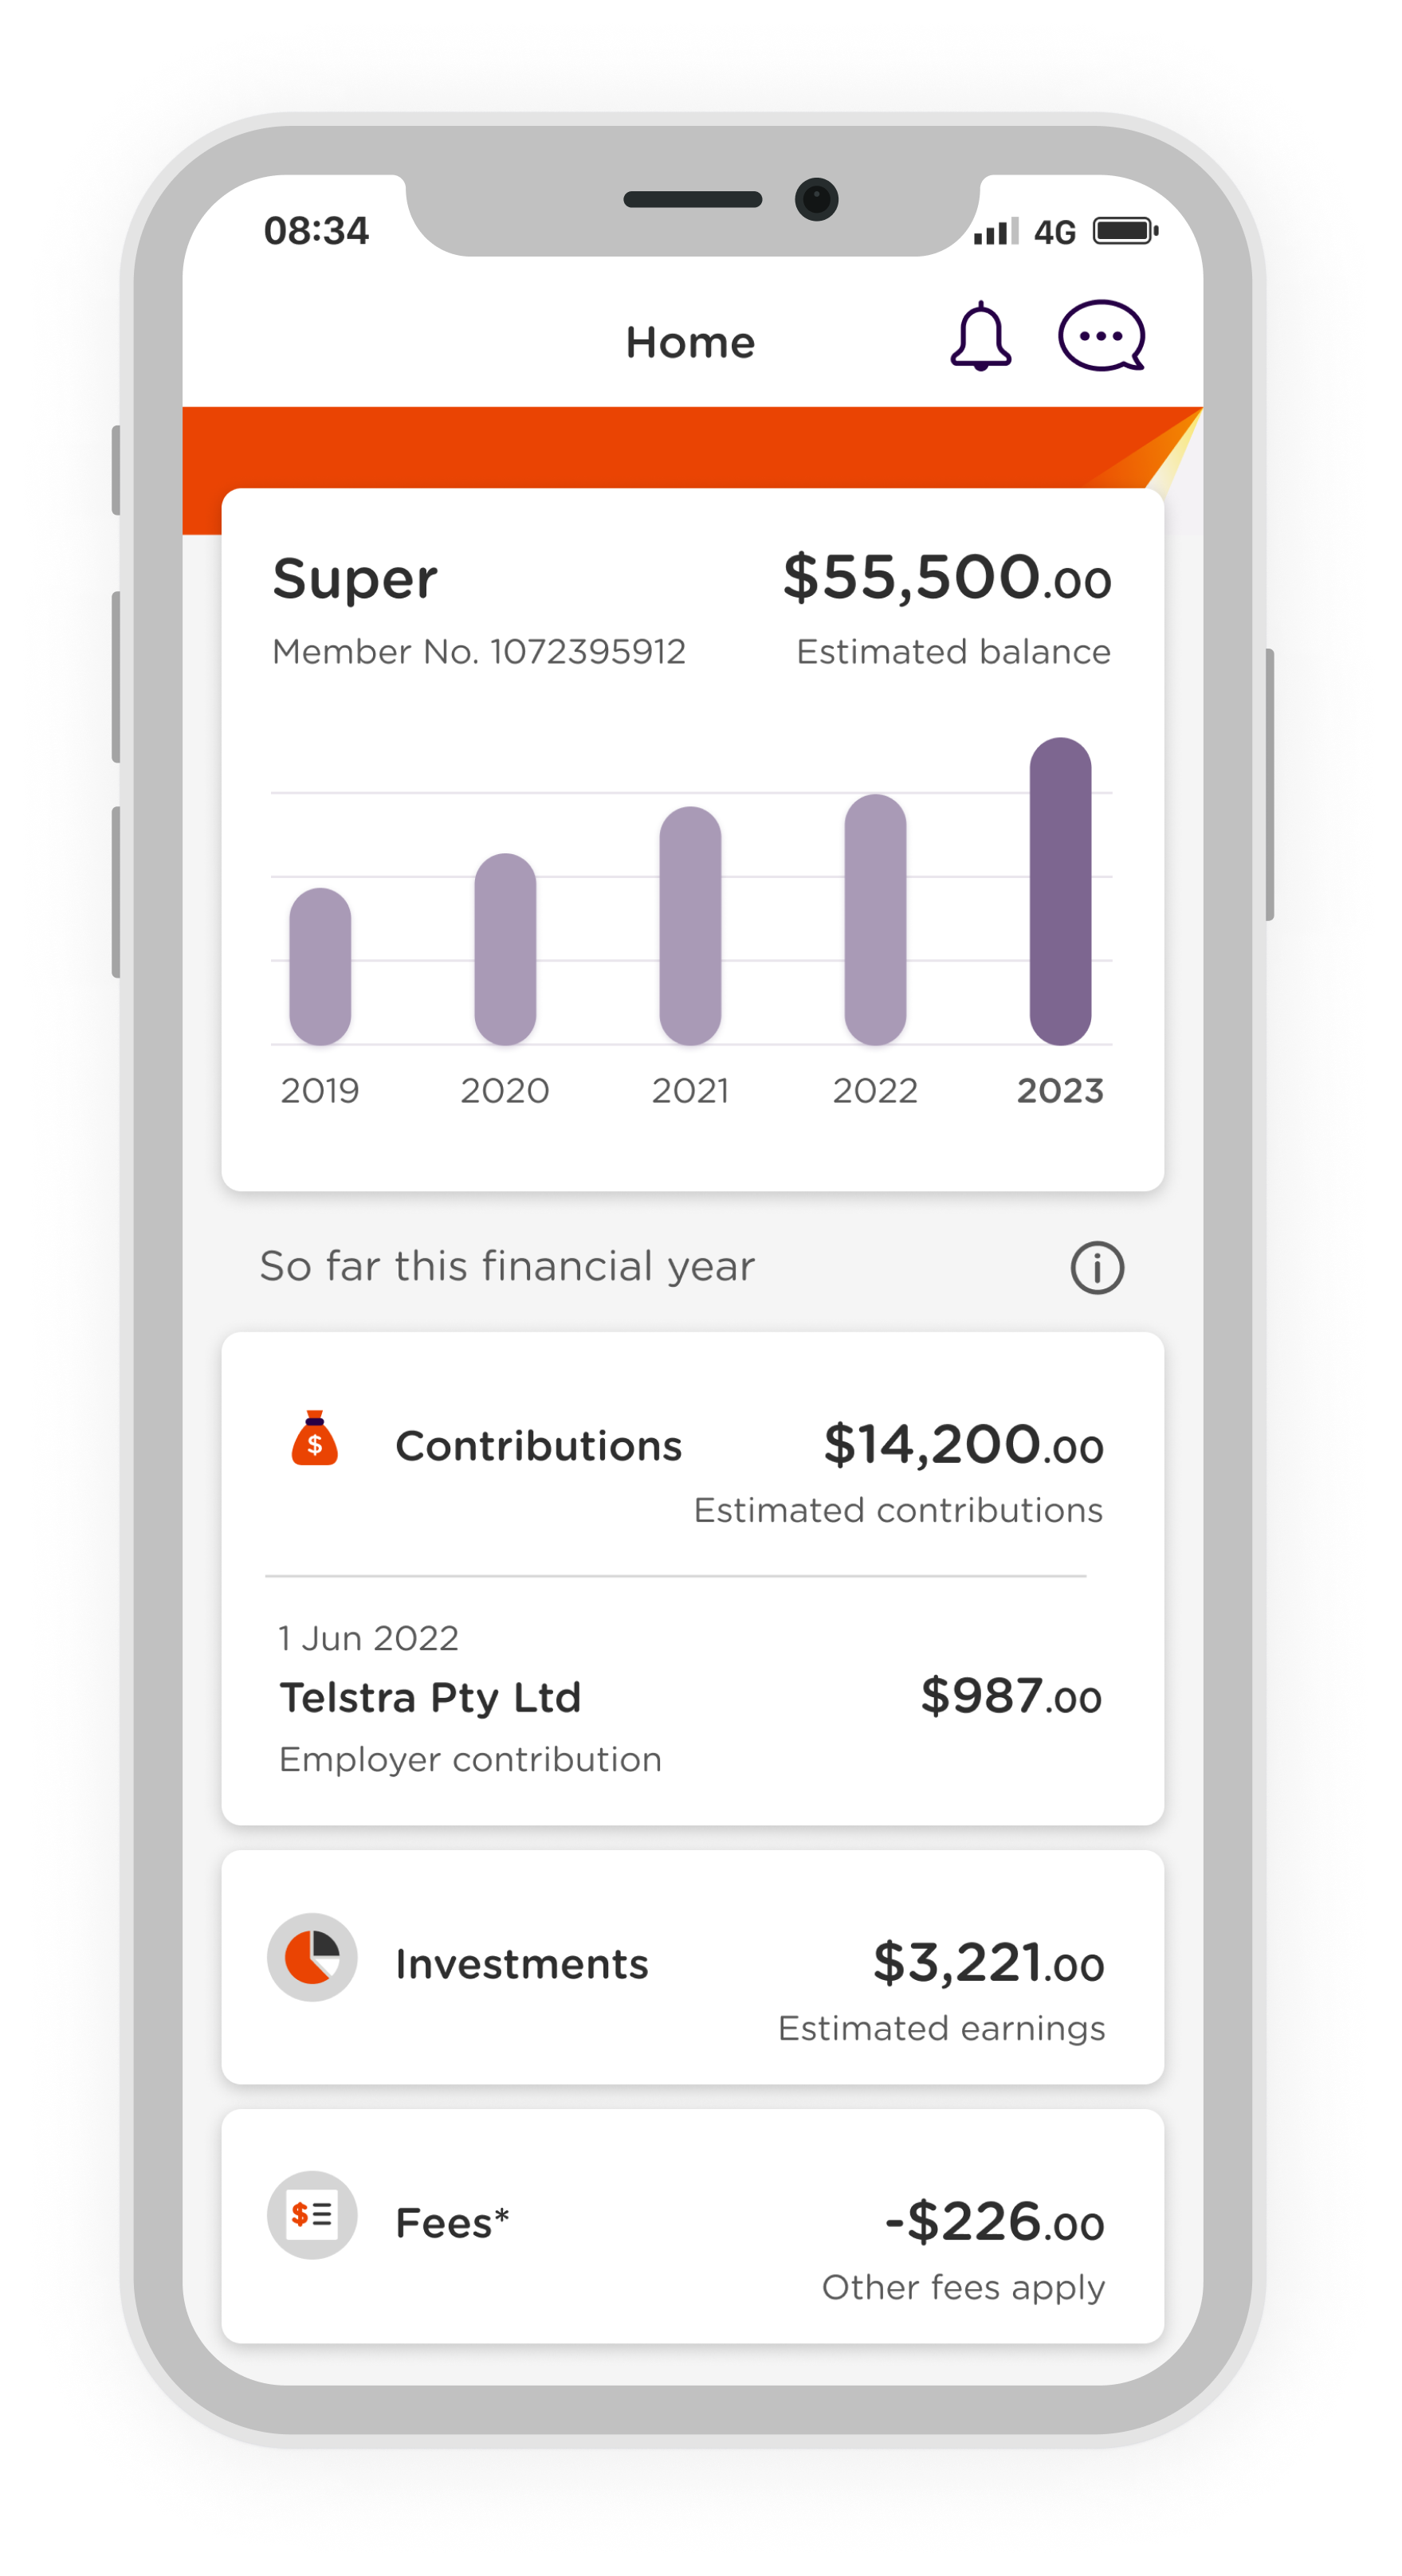 08:34 4G
Home
Super $55,500.00
Member No. 1072395912 Estimated balance
2019 2020 2021 2022 2023
So far this financial year
$ Contributions $14,200.00
Estimated contributions
1 Jun 2022
Telstra Pty Ltd $987.00
Employer contribution
Investments $3,221.00
Estimated earnings
$ Fees* -$226.00
Other fees apply